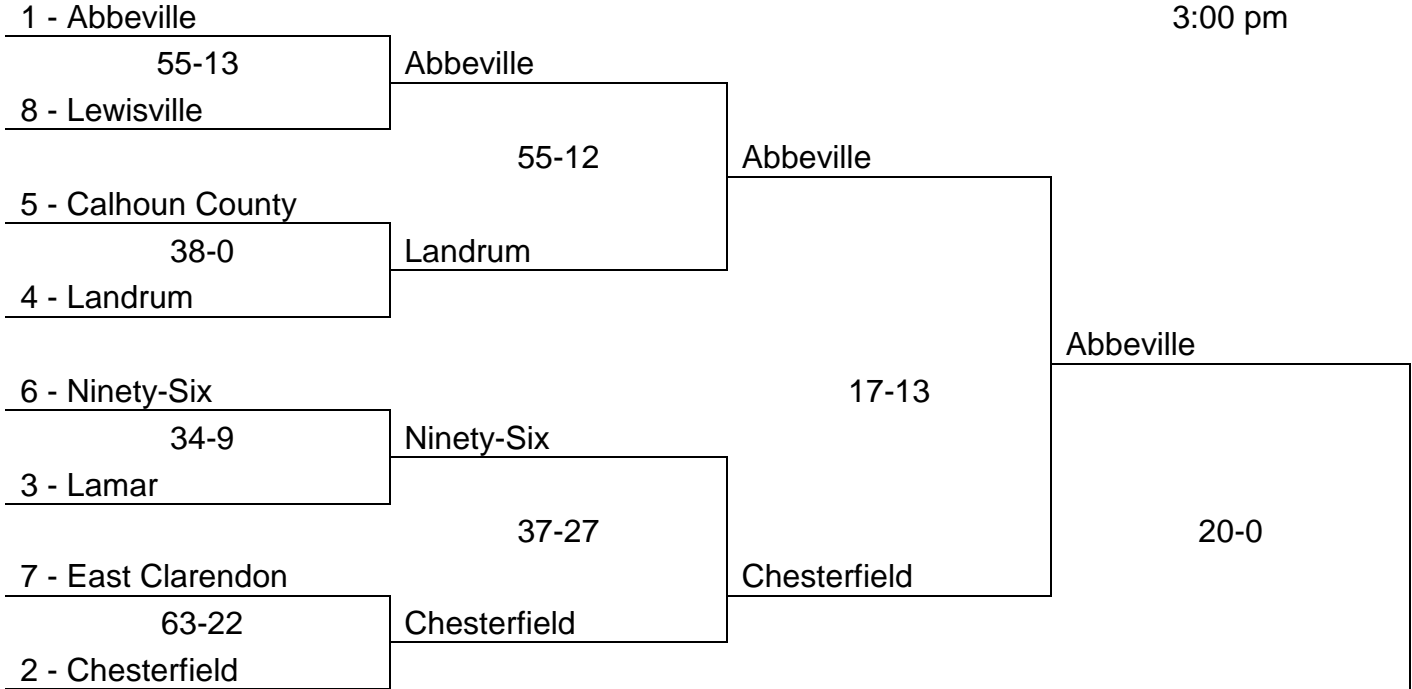 1 - Abbeville
3:00 pm
55-13
Abbeville
8 - Lewisville
55-12
Abbeville
5 - Calhoun County
38-0
Landrum
4 - Landrum
Abbeville
6 - Ninety-Six
17-13
34-9
Ninety-Six
3 - Lamar
37-27
20-0
7 - East Clarendon
Chesterfield
63-22
Chesterfield
2 - Chesterfield